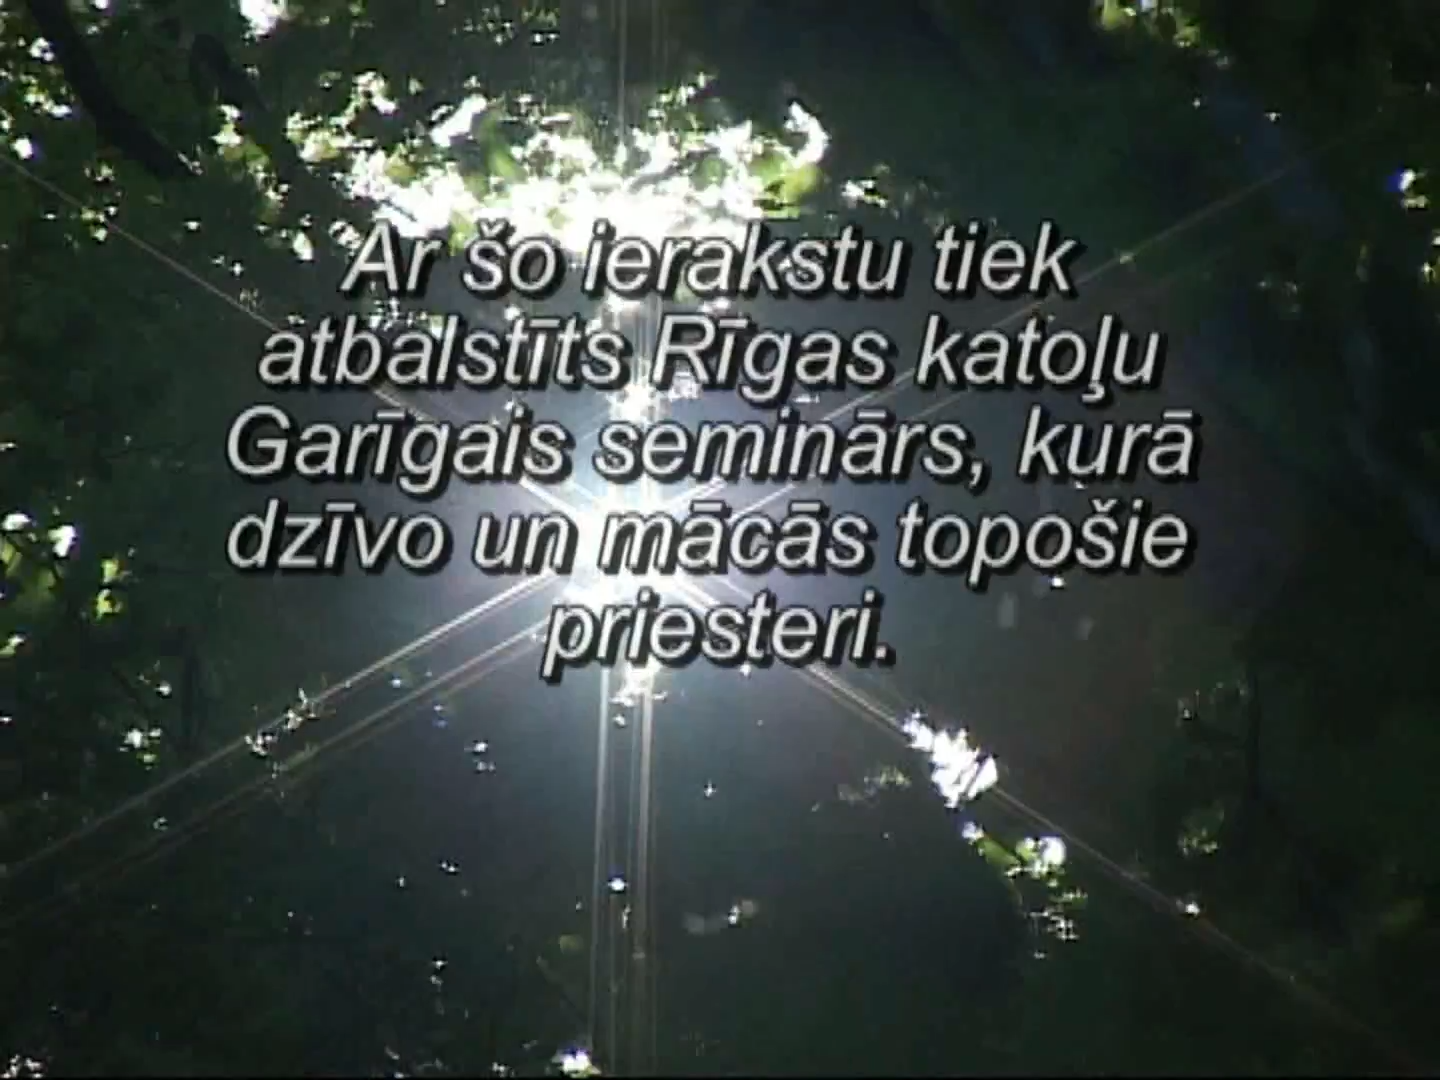 Ar šo ierakstu tiek
atbalstīts Rīgas katoļu
Garīgais seminārs, kurā
dzīvo un mācās topošie
priesteri.